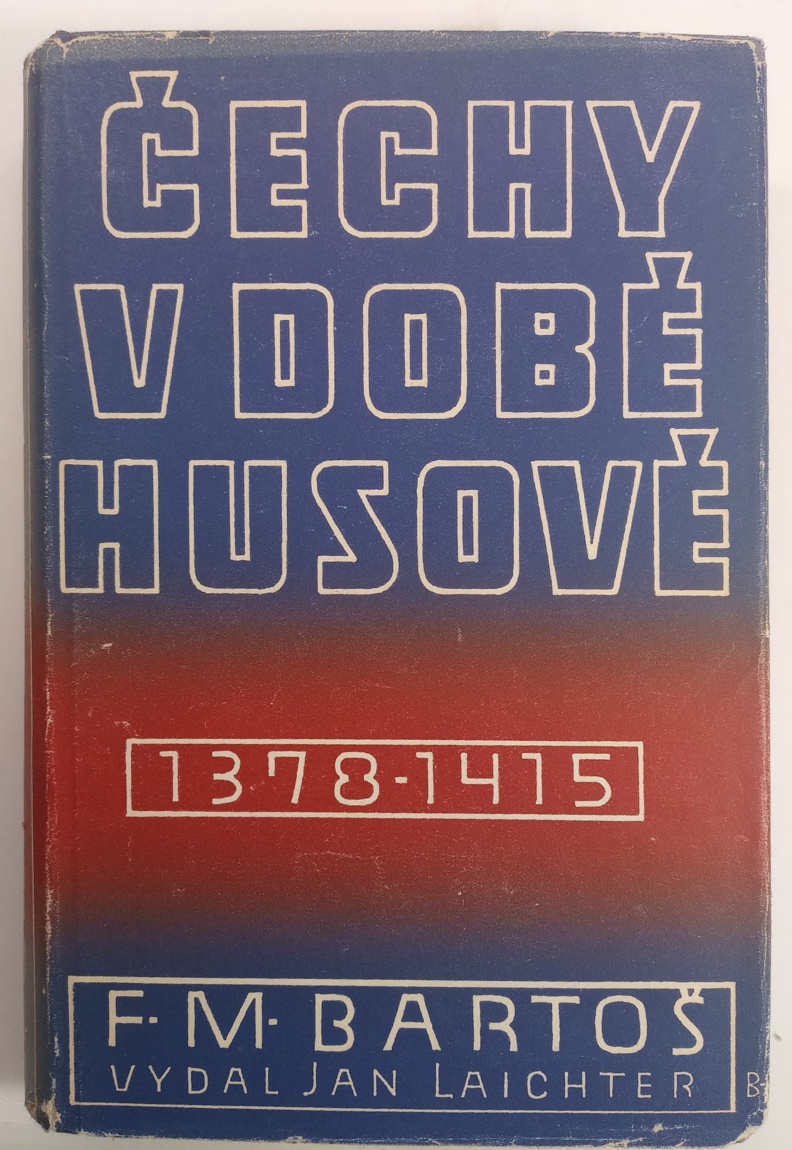 ČECHY
V DOBĚ
HUSOVĚ
1378-1415
F. M. BARTOŠ
VYDAL JAN LAICHTER
B-